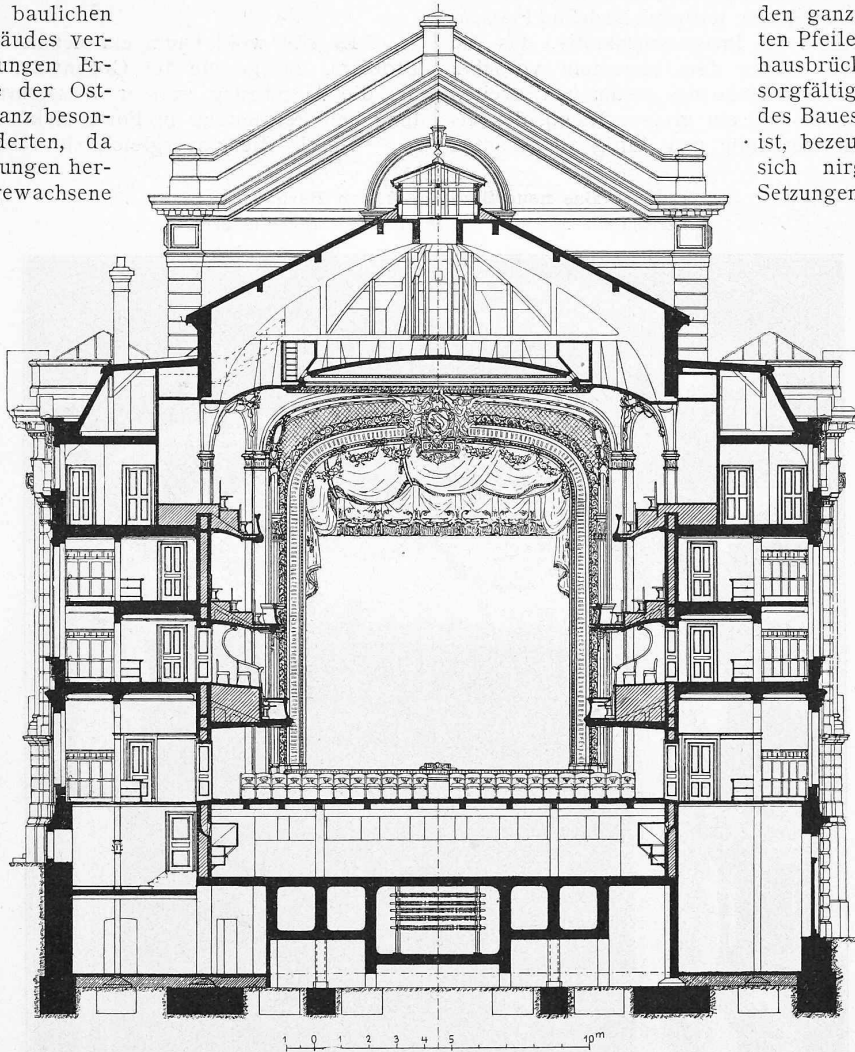 baulichen
äudes ver-
ungen Er-
der Ost-
anz beson-
derten, da
ungen her-
ewachsene
den ganz
ten Pfeile
hausbrück
sorgfältig
des Baues
ist, bezeu
sich nirg
Setzungen
1 0 1 2 3 4 5 10 m